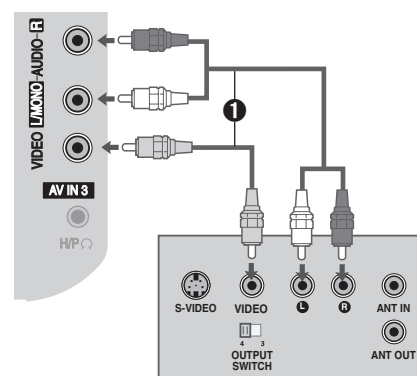 VIDEO L/MONO-AUDIO-R
AV IN 3
H/P
1
S-VIDEO
VIDEO
L
R
ANT IN
4 3
OUTPUT
SWITCH
ANT OUT